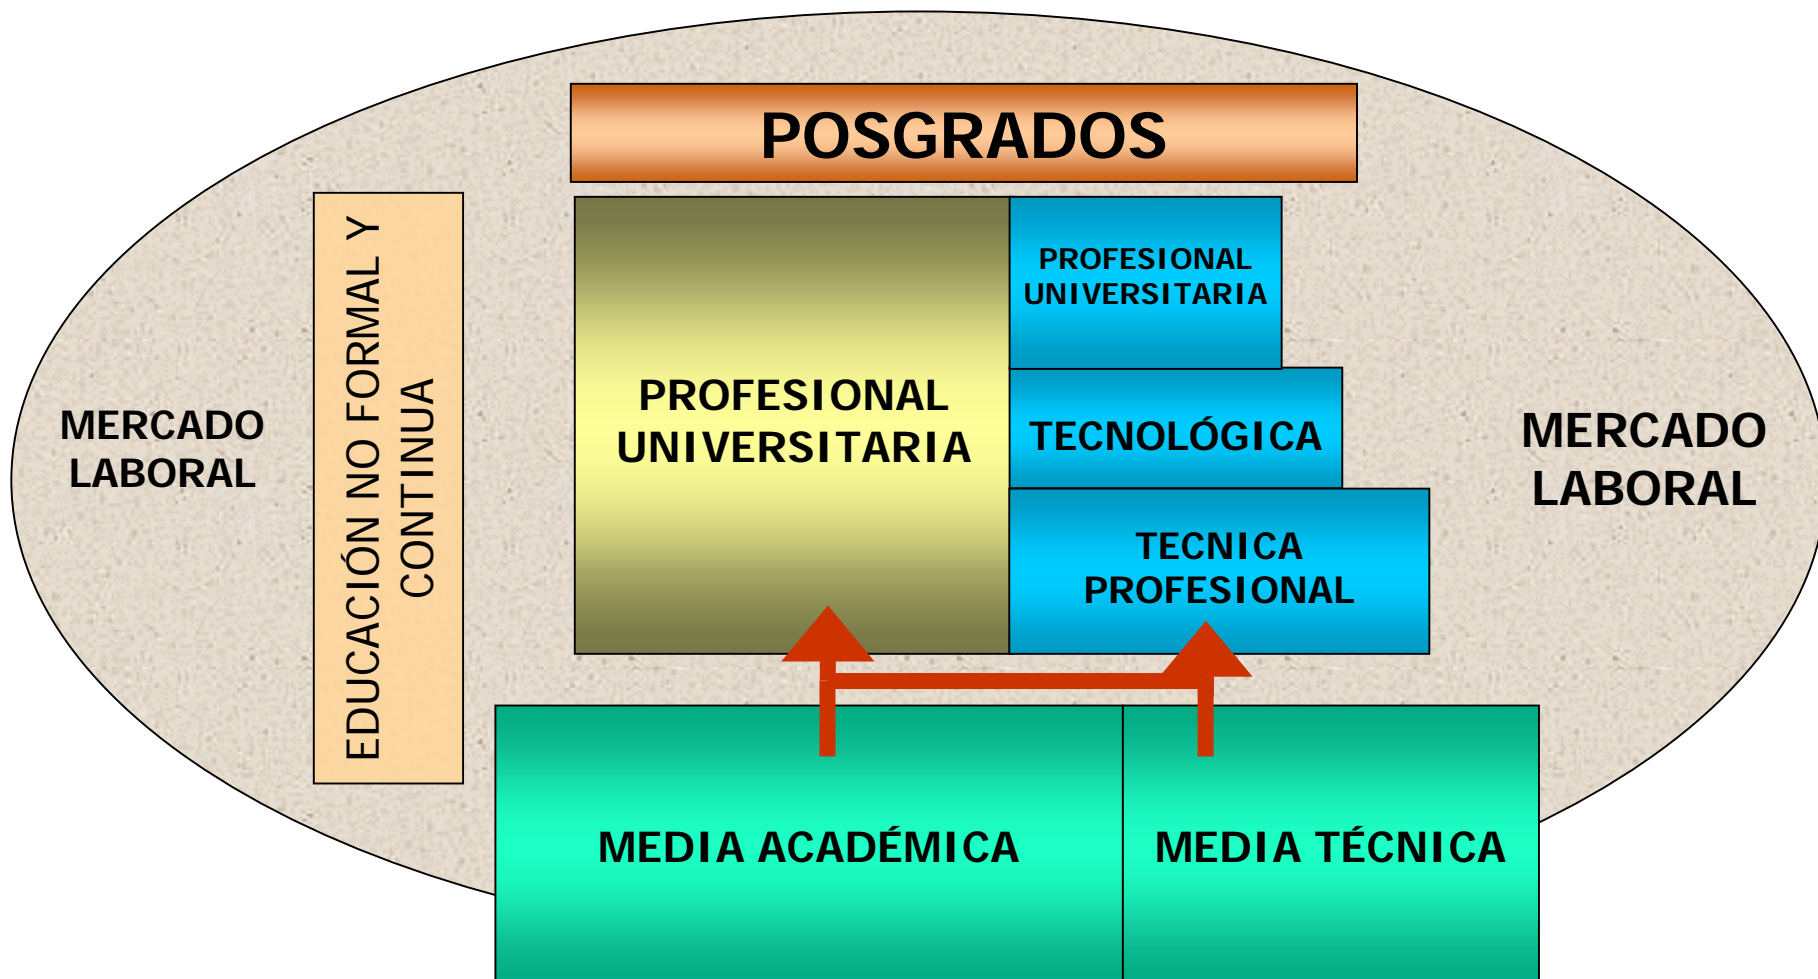 POSGRADOS
EDUCACIÓN NO FORMAL Y
CONTINUA
MERCADO
LABORAL
PROFESIONAL
UNIVERSITARIA
PROFESIONAL
UNIVERSITARIA
TECNOLÓGICA
TECNICA
PROFESIONAL
MERCADO
LABORAL
MEDIA ACADÉMICA
MEDIA TÉCNICA